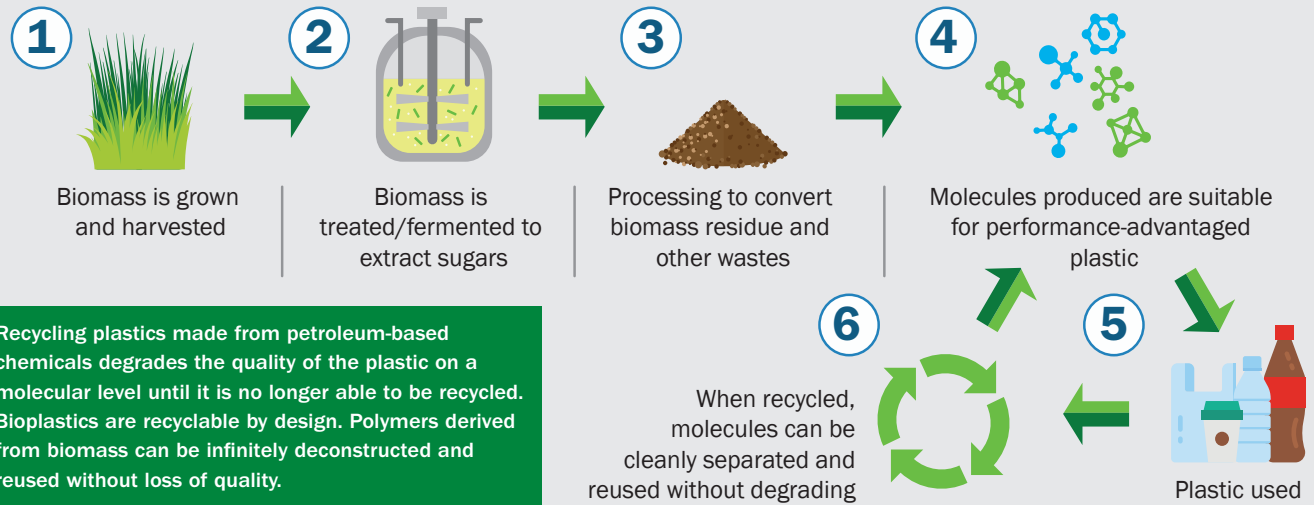 1
Biomass is grown
and harvested
2
Biomass is
treated/fermented to
extract sugars
3
Processing to convert
biomass residue and
other wastes
4
Molecules produced are suitable
for performance-advantaged
plastic
5
Plastic used
6
When recycled,
molecules can be
cleanly separated and
reused without degrading
Recycling plastics made from petroleum-based
chemicals degrades the quality of the plastic on a
molecular level until it is no longer able to be recycled.
Bioplastics are recyclable by design. Polymers derived
from biomass can be infinitely deconstructed and
reused without loss of quality.